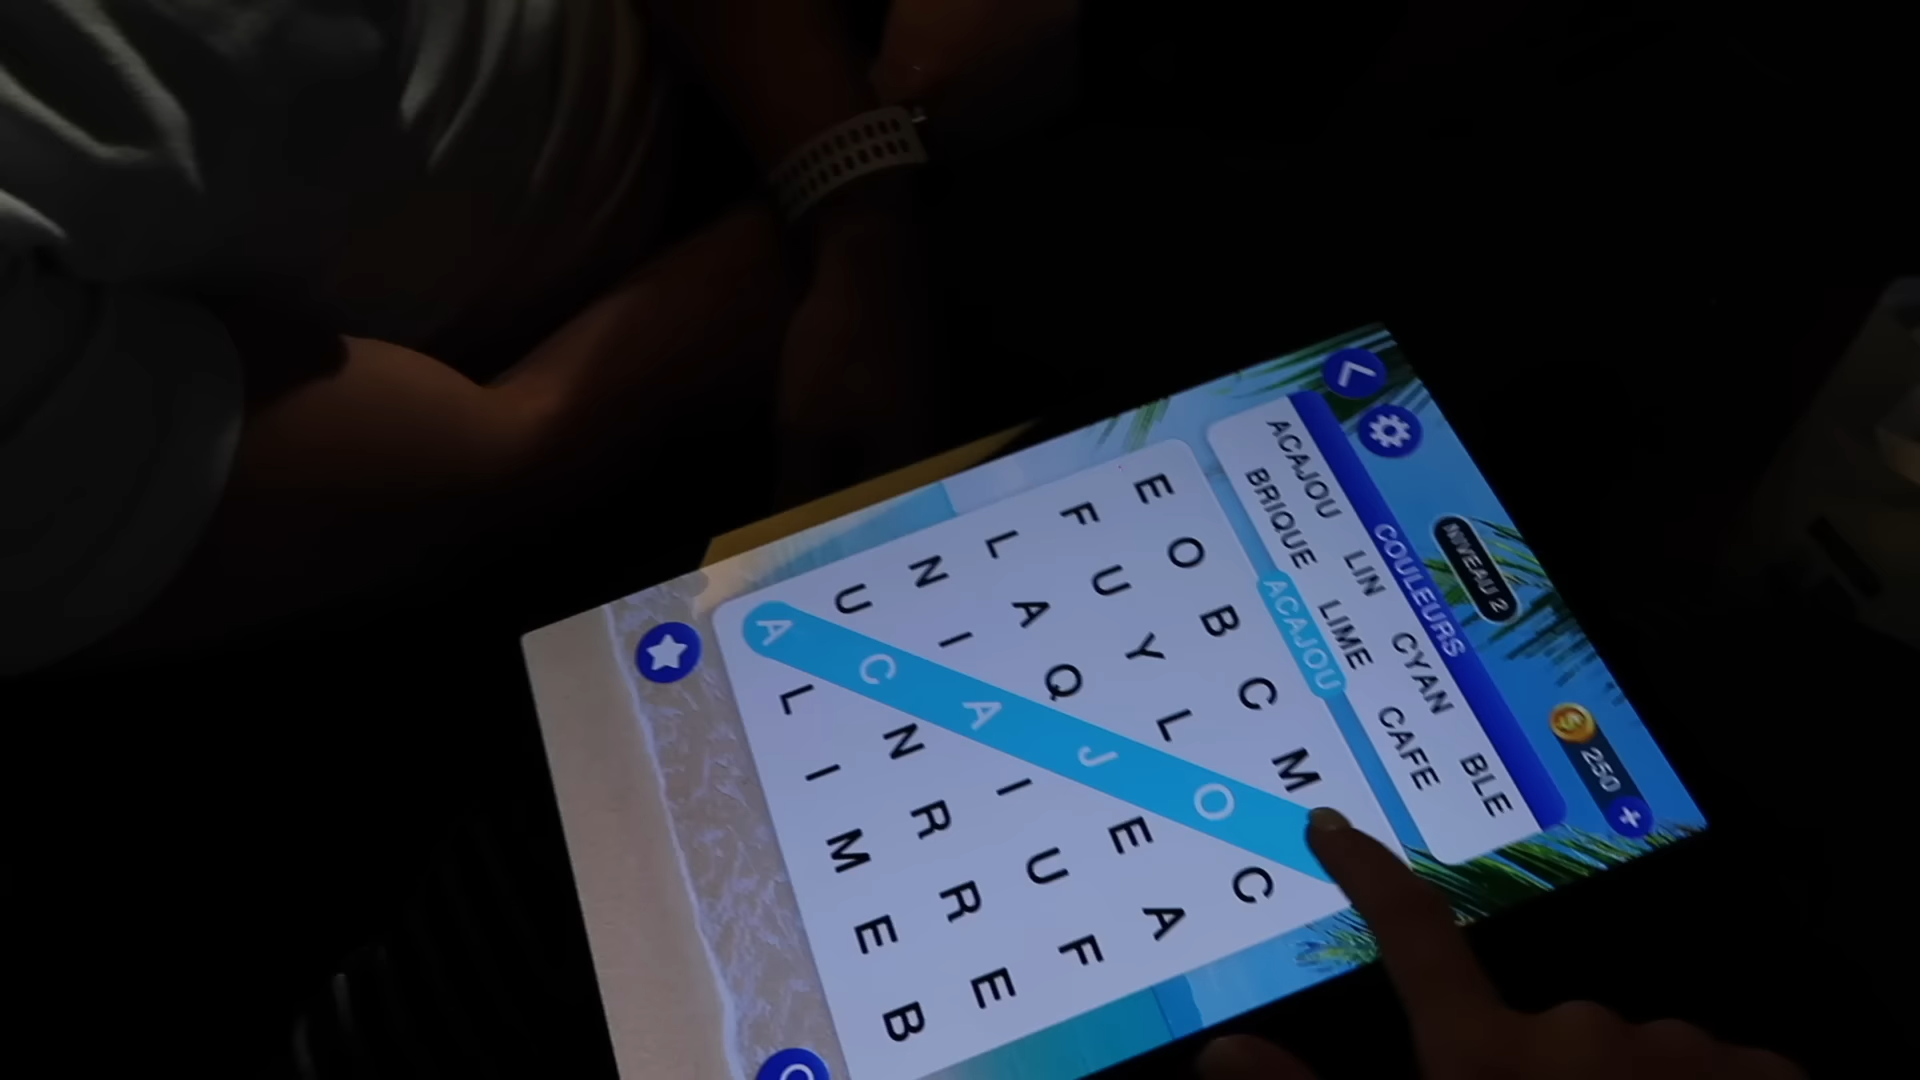 NIVEAU 2
250
COULEURS
ACAJOU LIN CYAN BLE
BRIQUE LIME CAFE
ACAJOU
E O B C M
F U Y L O C
L A Q J E A
N I A I U F
U C N R R E
A L I M E B